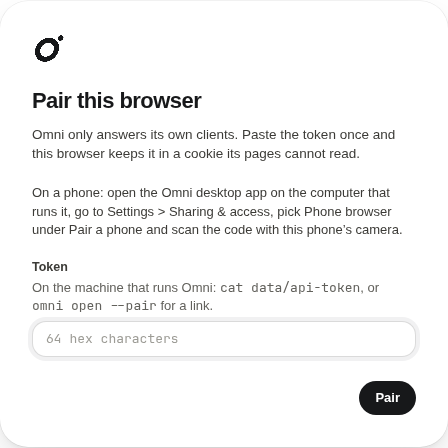 Pair this browser
Omni only answers its own clients. Paste the token once and
this browser keeps it in a cookie its pages cannot read.
On a phone: open the Omni desktop app on the computer that
runs it, go to Settings > Sharing & access, pick Phone browser
under Pair a phone and scan the code with this phone's camera.
Token
On the machine that runs Omni: cat data/api-token, or
omni open --pair for a link.
64 hex characters
Pair